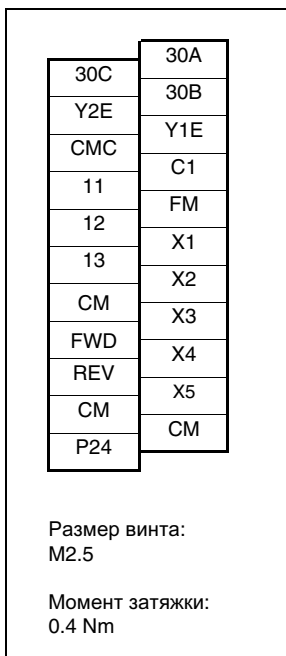 30A
30C
30B
Y2E
Y1E
CMC
C1
11
FM
12
X1
13
X2
CM
X3
FWD
X4
REV
X5
CM
CM
P24
Размер винта:
M2.5
Момент затяжки:
0.4 Nm